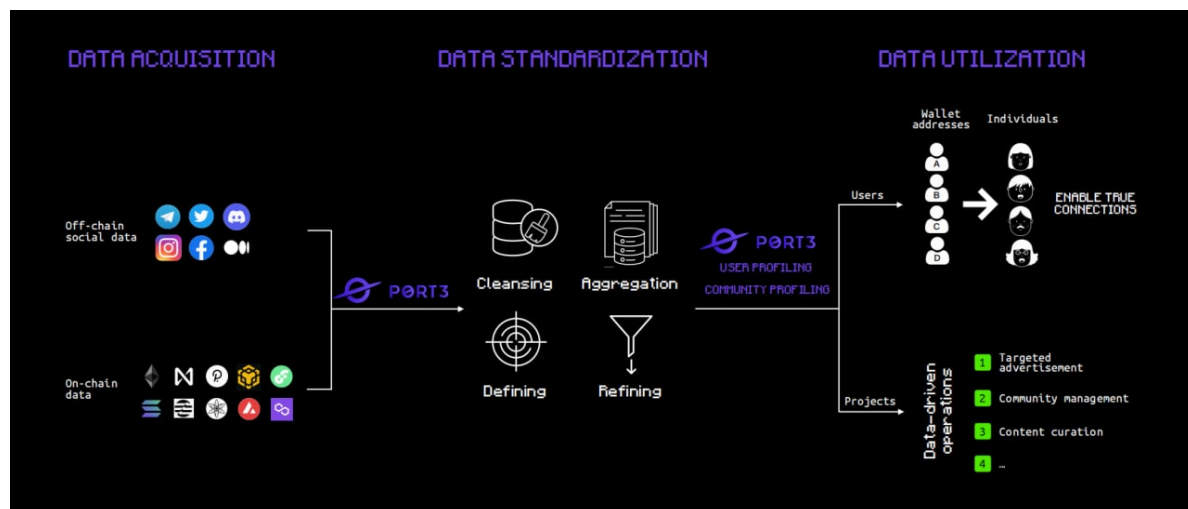 DATA ACQUISITION
DATA STANDARDIZATION
DATA UTILIZATION
Off-chain
social data
On-chain
data
PORT3
Cleansing
Aggregation
Defining
Refining
PORT3
USER PROFILING
COMMUNITY PROFILING
Users
Wallet
addresses
Individuals
A
B
C
D
ENABLE TRUE
CONNECTIONS
Projects
Data-driven
operations
1 Targeted
advertisement
2 Community management
3 Content curation
4 …